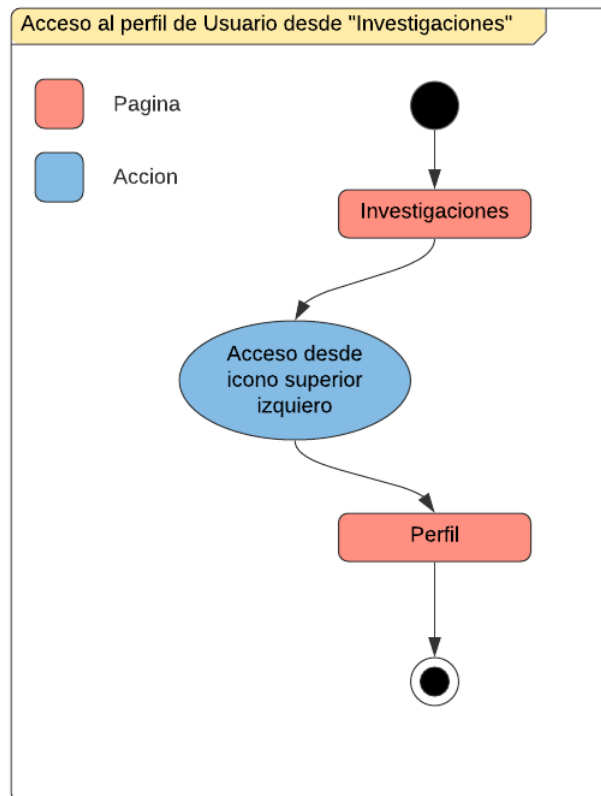 Acceso al perfil de Usuario desde "Investigaciones"
Pagina
Accion
Investigaciones
Acceso desde
icono superior
izquiero
Perfil